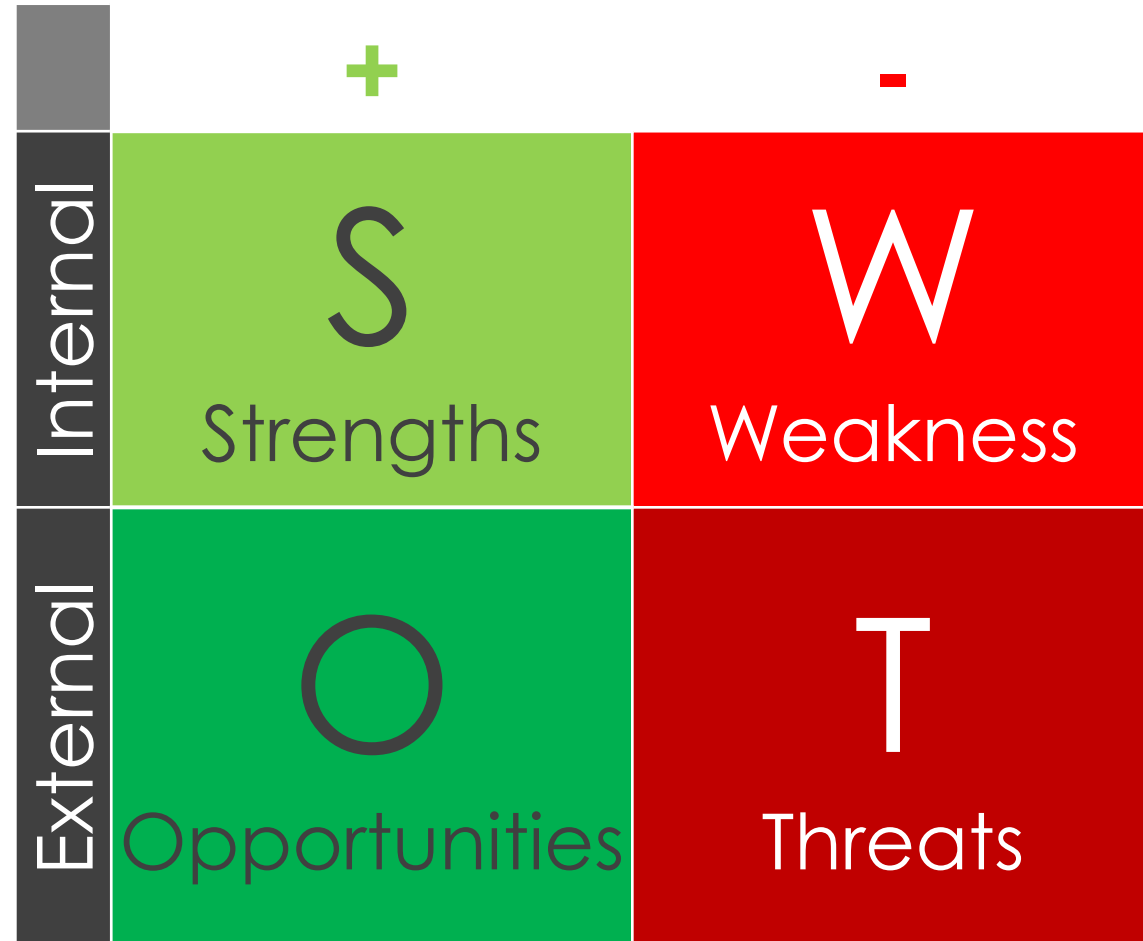 +
-
Internal
S
Strengths
W
Weakness
External
O
Opportunities
T
Threats